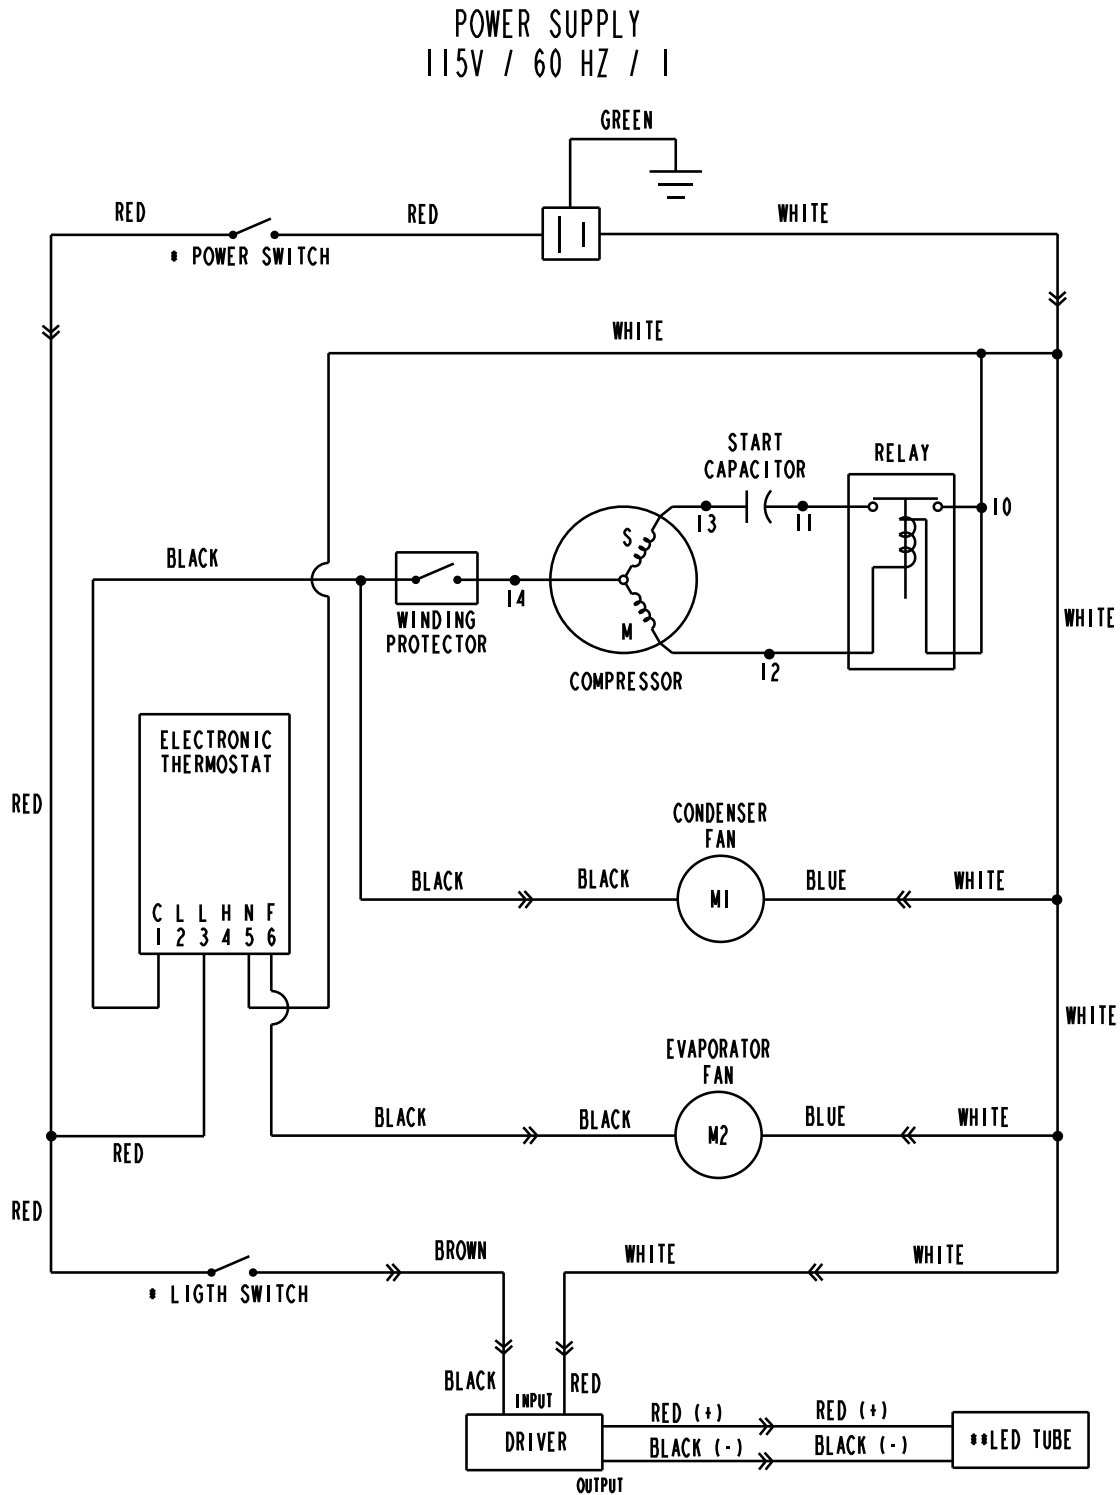 POWER SUPPLY
115V / 60 HZ / 1
GREEN
RED
RED
WHITE
* POWER SWITCH
WHITE
START
CAPACITOR
RELAY
13
11
10
S
BLACK
14
WINDING
PROTECTOR
M
12
COMPRESSOR
WHITE
ELECTRONIC
THERMOSTAT
RED
CONDENSER
FAN
BLACK
BLACK
M1
BLUE
WHITE
C L L H N F
1 2 3 4 5 6
WHITE
EVAPORATOR
FAN
BLACK
BLACK
M2
BLUE
WHITE
RED
RED
BROWN
WHITE
WHITE
* LIGTH SWITCH
BLACK
INPUT
RED
RED (+)
RED (+)
DRIVER
BLACK (-)
BLACK (-)
**LED TUBE
OUTPUT